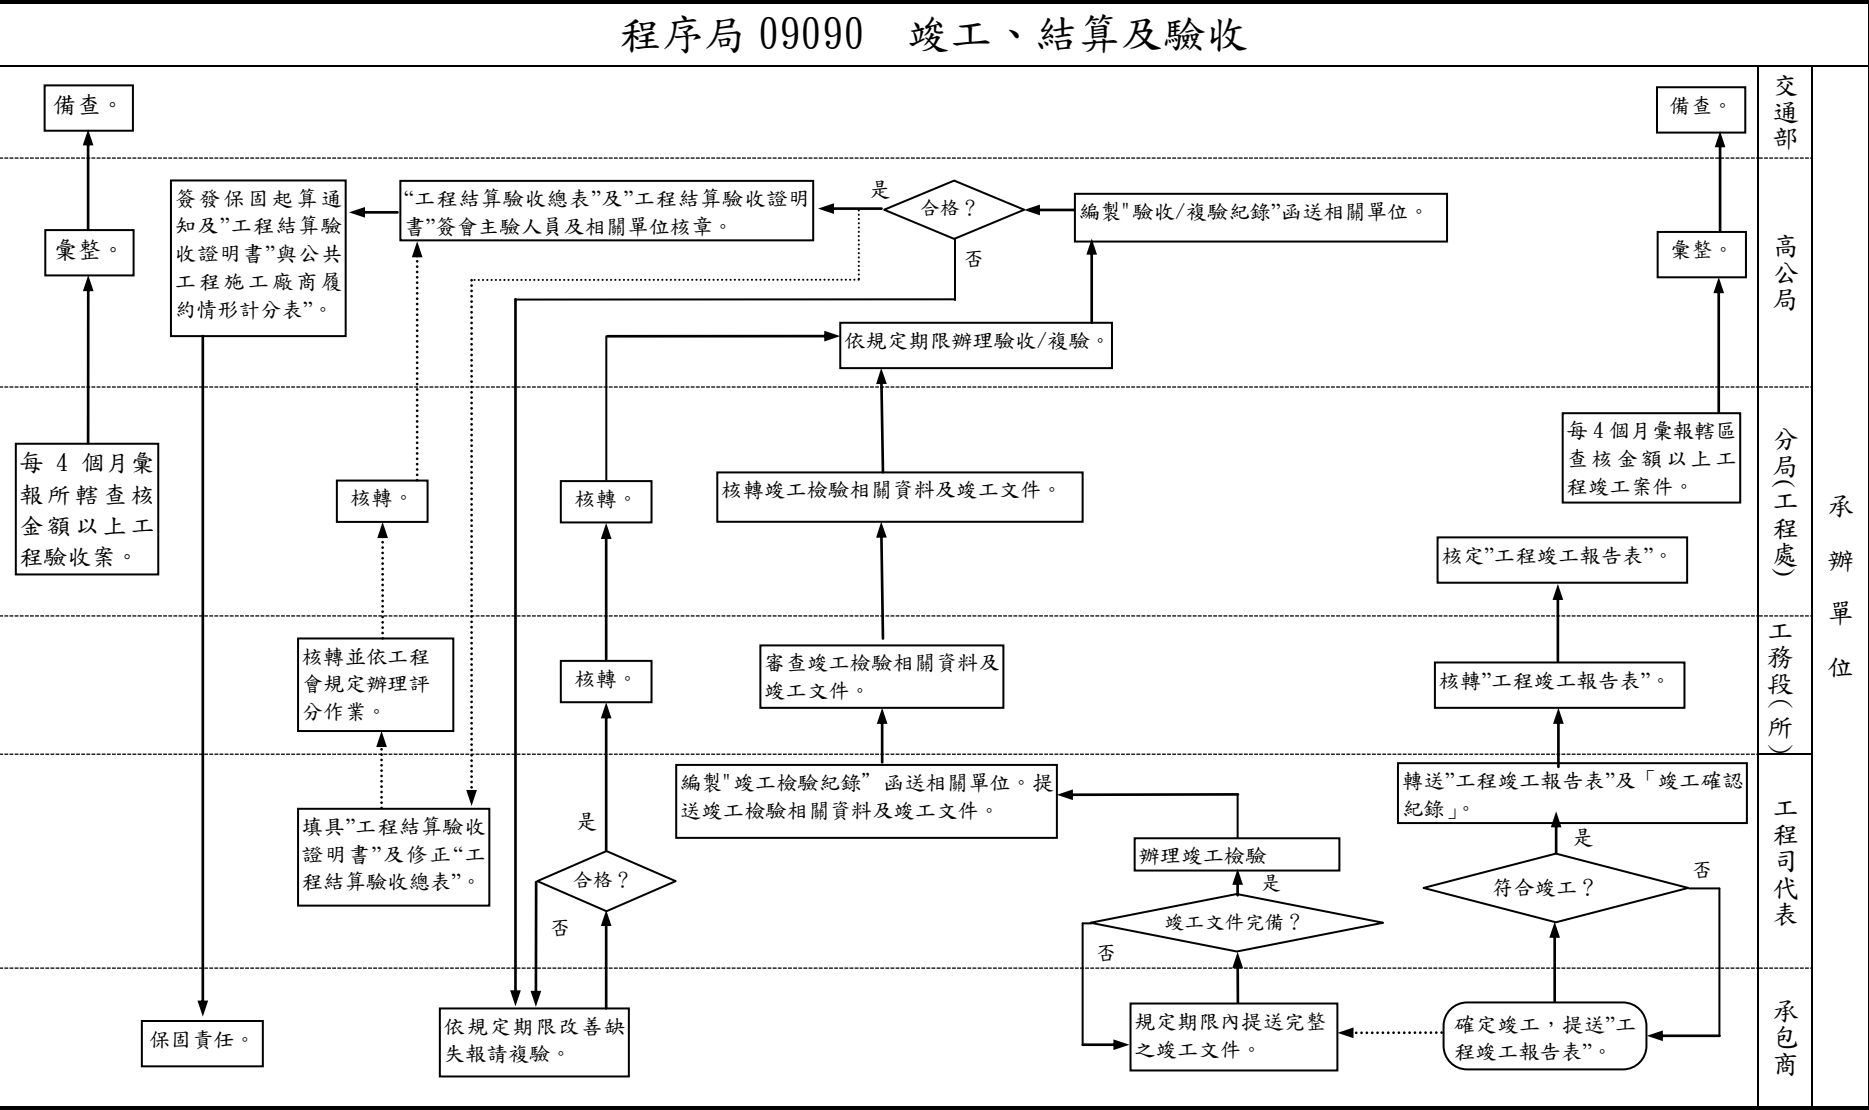 程序局 09090　竣工、結算及驗收
承辦單位
交通部
備查。
備查。
高公局
簽發保固起算通
知及”工程結算驗
收證明書”與公共
工程施工廠商履
約情形計分表”。
“工程結算驗收總表”及”工程結算驗收證明
書”簽會主驗人員及相關單位核章。
是
合格？
否
編製"驗收/複驗紀錄”函送相關單位。
彙整。
彙整。
依規定期限辦理驗收/複驗。
分局(工程處)
每 4 個月彙
報所轄查核
金額以上工
程驗收案。
核轉。
核轉。
核轉竣工檢驗相關資料及竣工文件。
每 4 個月彙報轄區
查核金額以上工
程竣工案件。
核定”工程竣工報告表”。
工務段(所)
核轉並依工程
會規定辦理評
分作業。
核轉。
審查竣工檢驗相關資料及
竣工文件。
核轉”工程竣工報告表”。
工程司代表
填具”工程結算驗收
證明書”及修正“工
程結算驗收總表”。
是
合格？
否
編製"竣工檢驗紀錄” 函送相關單位。提
送竣工檢驗相關資料及竣工文件。
辦理竣工檢驗
是
竣工文件完備？
否
轉送”工程竣工報告表”及「竣工確認
紀錄」。
是
符合竣工？
否
承包商
保固責任。
依規定期限改善缺
失報請複驗。
規定期限內提送完整
之竣工文件。
確定竣工，提送”工
程竣工報告表”。